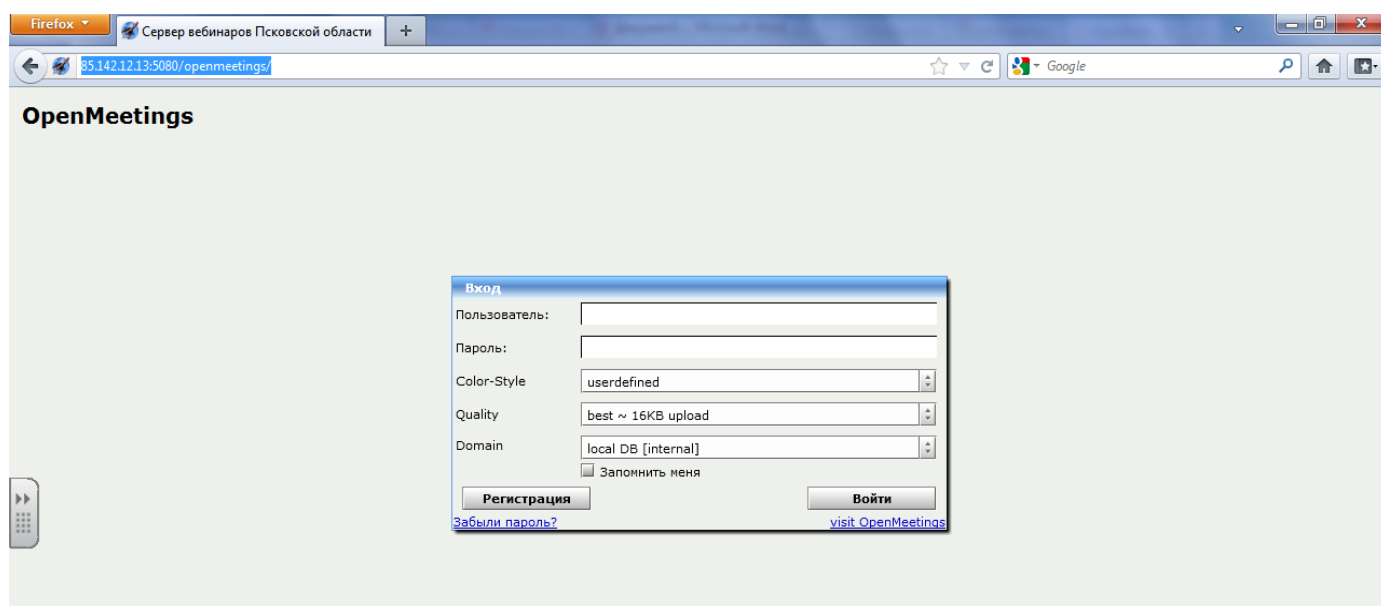 Firefox
Сервер вебинаров Псковской области
85.142.12.13:5080/openmeetings/
Google
OpenMeetings
Вход
Пользователь:
Пароль:
Color-Style userdefined
Quality best ~ 16KB upload
Domain local DB [internal]
Запомнить меня
Регистрация Войти
Забыли пароль? visit OpenMeetings